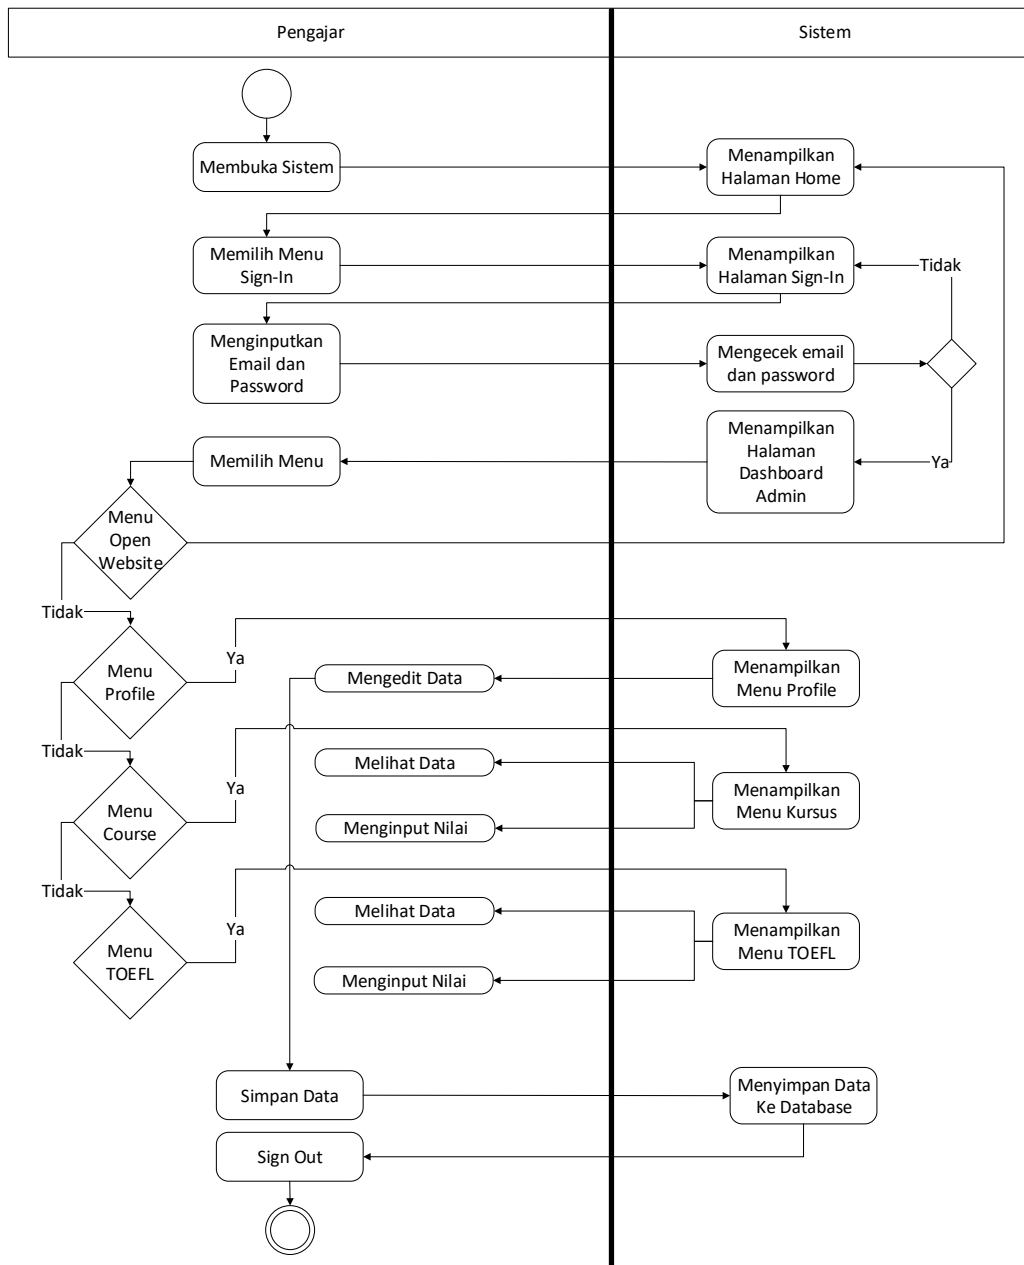 Pengajar
Sistem
Membuka Sistem
Menampilkan
Halaman Home
Memilih Menu
Sign-In
Menampilkan
Halaman Sign-In
Tidak
Menginputkan
Email dan
Password
Mengecek email
dan password
Memilih Menu
Menampilkan
Halaman
Dashboard
Admin
Ya
Menu
Open
Website
Tidak
Menu
Profile
Ya
Mengedit Data
Menampilkan
Menu Profile
Tidak
Menu
Course
Ya
Melihat Data
Menginput Nilai
Menampilkan
Menu Kursus
Tidak
Menu
TOEFL
Ya
Melihat Data
Menginput Nilai
Menampilkan
Menu TOEFL
Simpan Data
Menyimpan Data
Ke Database
Sign Out